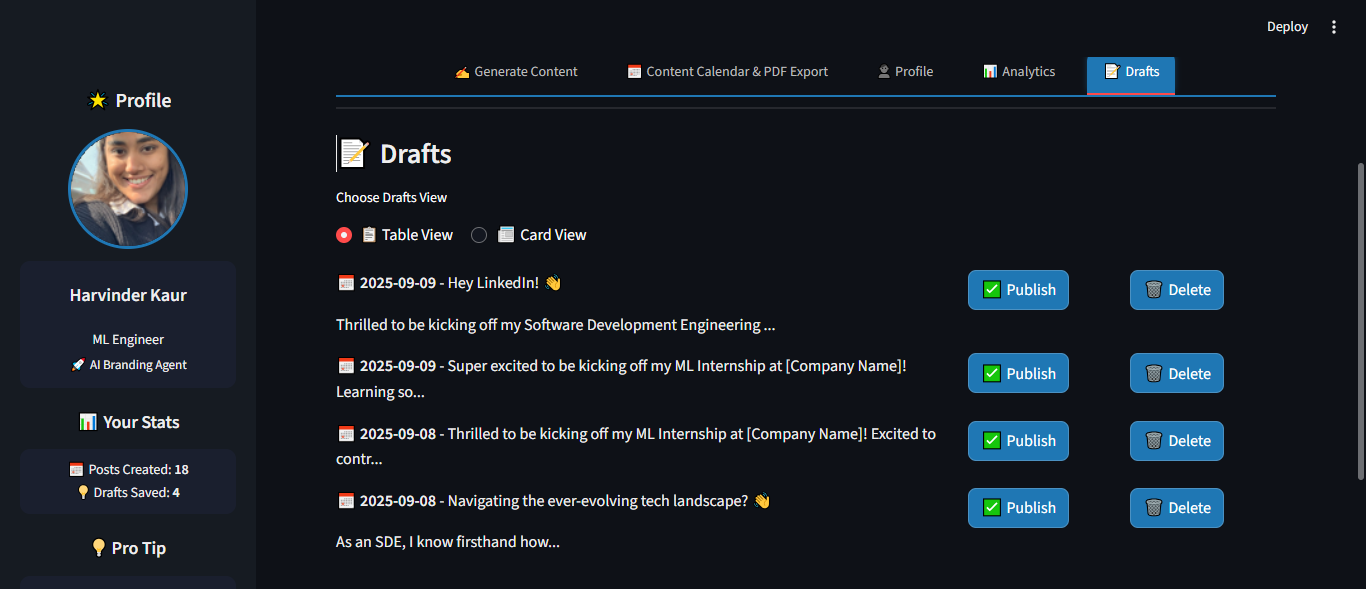 Deploy
✍️ Generate Content
📅 Content Calendar & PDF Export
👤 Profile
📊 Analytics
📝 Drafts
🌟 Profile
Harvinder Kaur
ML Engineer
🚀 AI Branding Agent
📊 Your Stats
📅 Posts Created: 18
💡 Drafts Saved: 4
💡 Pro Tip
📝 Drafts
Choose Drafts View
📋 Table View
🗂 Card View
📅 2025-09-09 - Hey LinkedIn! 👋
Thrilled to be kicking off my Software Development Engineering ...
✅ Publish
🗑️ Delete
📅 2025-09-09 - Super excited to be kicking off my ML Internship at [Company Name]!
Learning so...
✅ Publish
🗑️ Delete
📅 2025-09-08 - Thrilled to be kicking off my ML Internship at [Company Name]! Excited to
contr...
✅ Publish
🗑️ Delete
📅 2025-09-08 - Navigating the ever-evolving tech landscape? 👋
As an SDE, I know firsthand how...
✅ Publish
🗑️ Delete